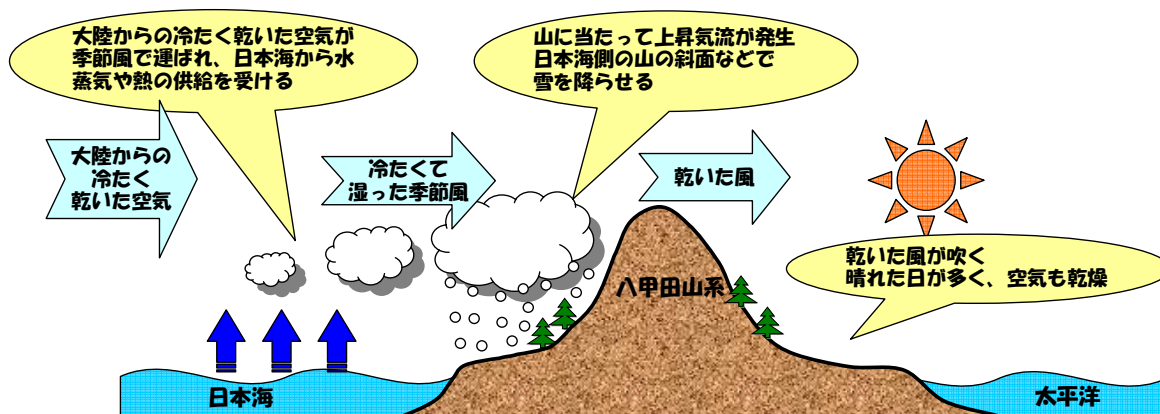 大陸からの冷たく乾いた空気が
季節風で運ばれ、日本海から水
蒸気や熱の供給を受ける
山に当たって上昇気流が発生
日本海側の山の斜面などで
雪を降らせる
大陸からの
冷たく
乾いた空気
冷たくて
湿った季節風
乾いた風
乾いた風が吹く
晴れた日が多く、空気も乾燥
八甲田山系
日本海
太平洋